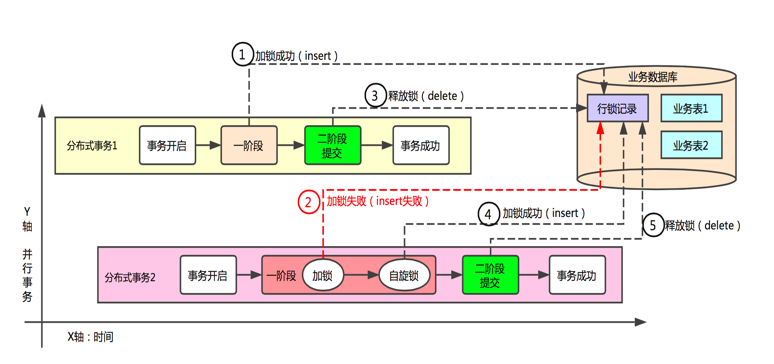 1 加锁成功（insert）
业务数据库
3 释放锁（delete）
行锁记录
业务表1
业务表2
分布式事务1
事务开启
一阶段
二阶段
提交
事务成功
2 加锁失败（insert失败）
4 加锁成功（insert）
5 释放锁（delete）
Y轴 并行事务
分布式事务2
事务开启
一阶段
加锁
自旋锁
二阶段
提交
事务成功
X轴：时间